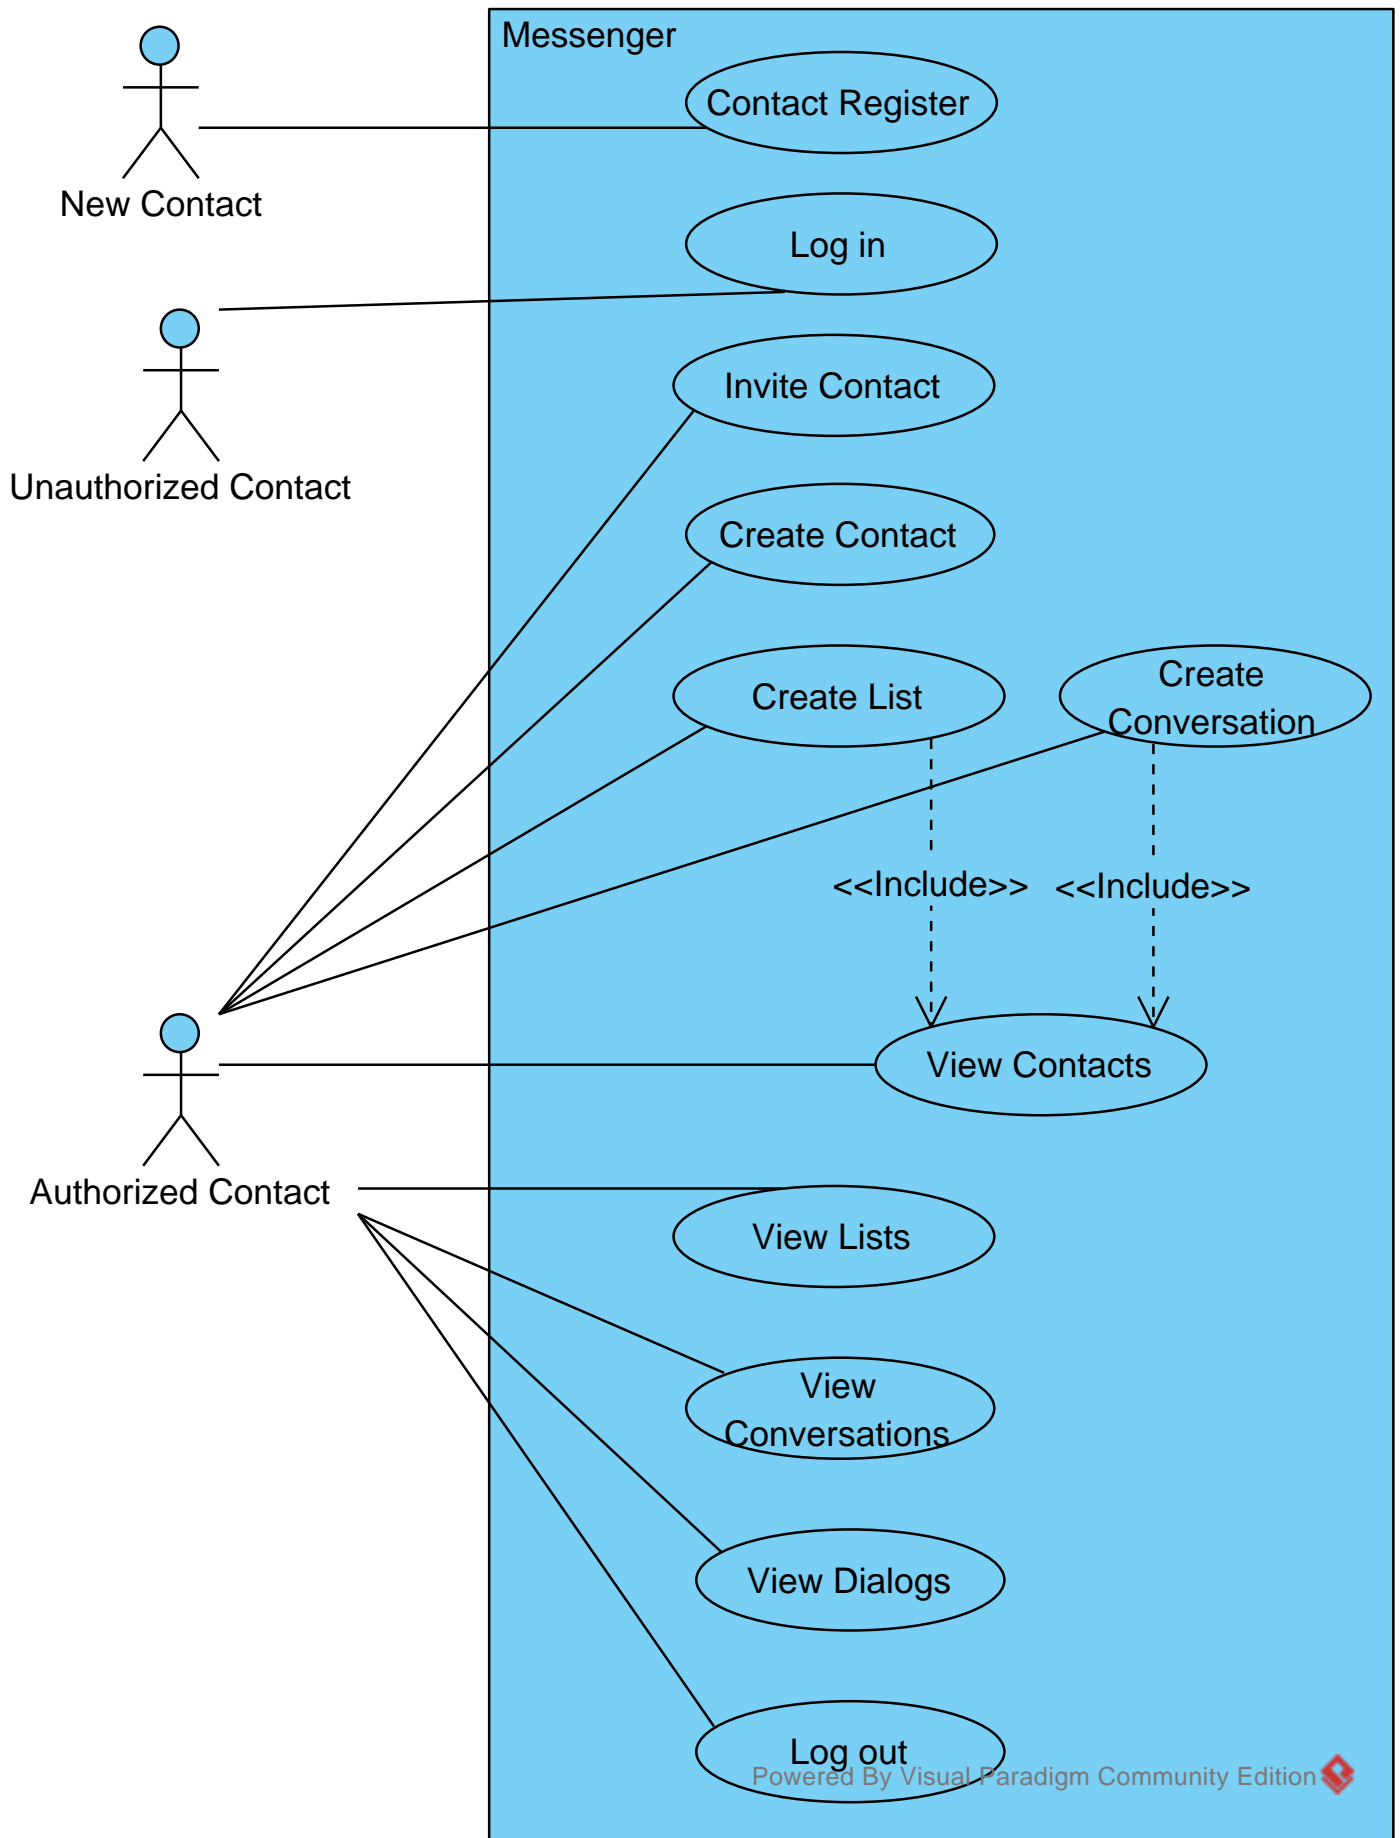 Messenger
Contact Register
New Contact
Log in
Invite Contact
Unauthorized Contact
Create Contact
Create List
Create
Conversation
<<Include>>
<<Include>>
View Contacts
Authorized Contact
View Lists
View
Conversations
View Dialogs
Log out
Powered By Visual Paradigm Community Edition